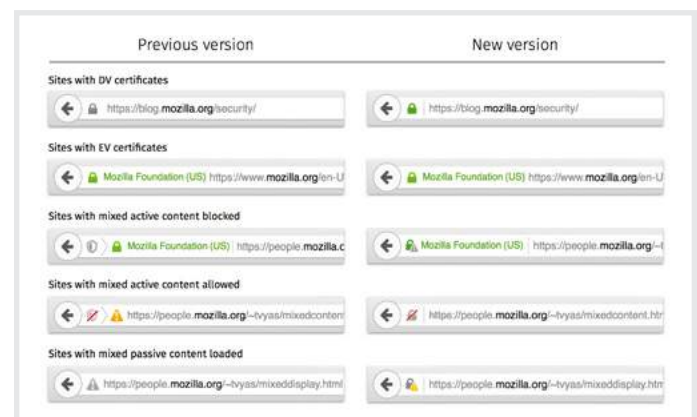 Previous version New version
Sites with DV certificates
https://blog.mozilla.org/security/ https://blog.mozilla.org/security/
Sites with EV certificates
Mozilla Foundation (US) https://www.mozilla.org/en-U Mozilla Foundation (US) https://www.mozilla.org/en-U
Sites with mixed active content blocked
Mozilla Foundation (US) https://people.mozilla.c Mozilla Foundation (US) https://people.mozilla.org/~t
Sites with mixed active content allowed
https://people.mozilla.org/~tvyas/mixedconten https://people.mozilla.org/~tvyas/mixedcontent.htr
Sites with mixed passive content loaded
https://people.mozilla.org/~tvyas/mixeddisplay.html https://people.mozilla.org/~tvyas/mixeddisplay.htm